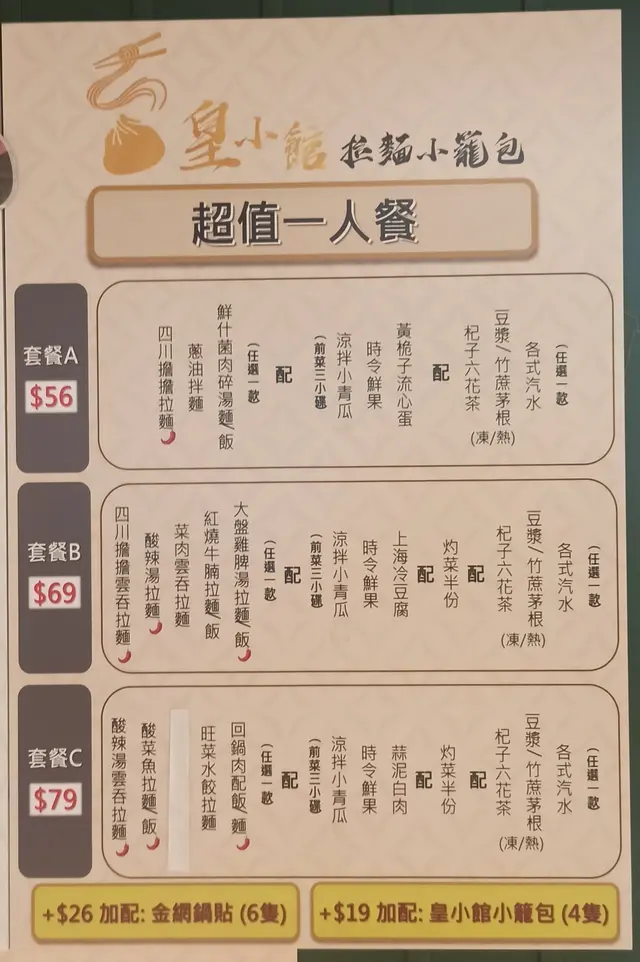 皇小館 拉麵小籠包
超值一人餐
套餐A
$56
(任選一款)
各式汽水
豆漿/竹蔗茅根
杞子六花茶
(凍/熱)
配
黃桅子流心蛋
時令鮮果
涼拌小青瓜
(前菜三小碟)
配
(任選一款)
鮮什菌肉碎湯麵/飯
蔥油拌麵
四川擔擔拉麵
套餐B
$69
(任選一款)
各式汽水
豆漿/竹蔗茅根
杞子六花茶
(凍/熱)
配
灼菜半份
配
上海冷豆腐
時令鮮果
涼拌小青瓜
(前菜三小碟)
配
(任選一款)
大盤雞脾湯拉麵/飯
紅燒牛腩拉麵/飯
菜肉雲吞拉麵
酸辣湯拉麵
四川擔擔雲吞拉麵
套餐C
$79
(任選一款)
各式汽水
豆漿/竹蔗茅根
杞子六花茶
(凍/熱)
配
灼菜半份
配
蒜泥白肉
時令鮮果
涼拌小青瓜
(前菜三小碟)
配
(任選一款)
回鍋肉配飯/麵
旺菜水餃拉麵
酸菜魚拉麵/飯
酸辣湯雲吞拉麵
+$26 加配: 金網鍋貼 (6隻)
+$19 加配: 皇小館小籠包 (4隻)